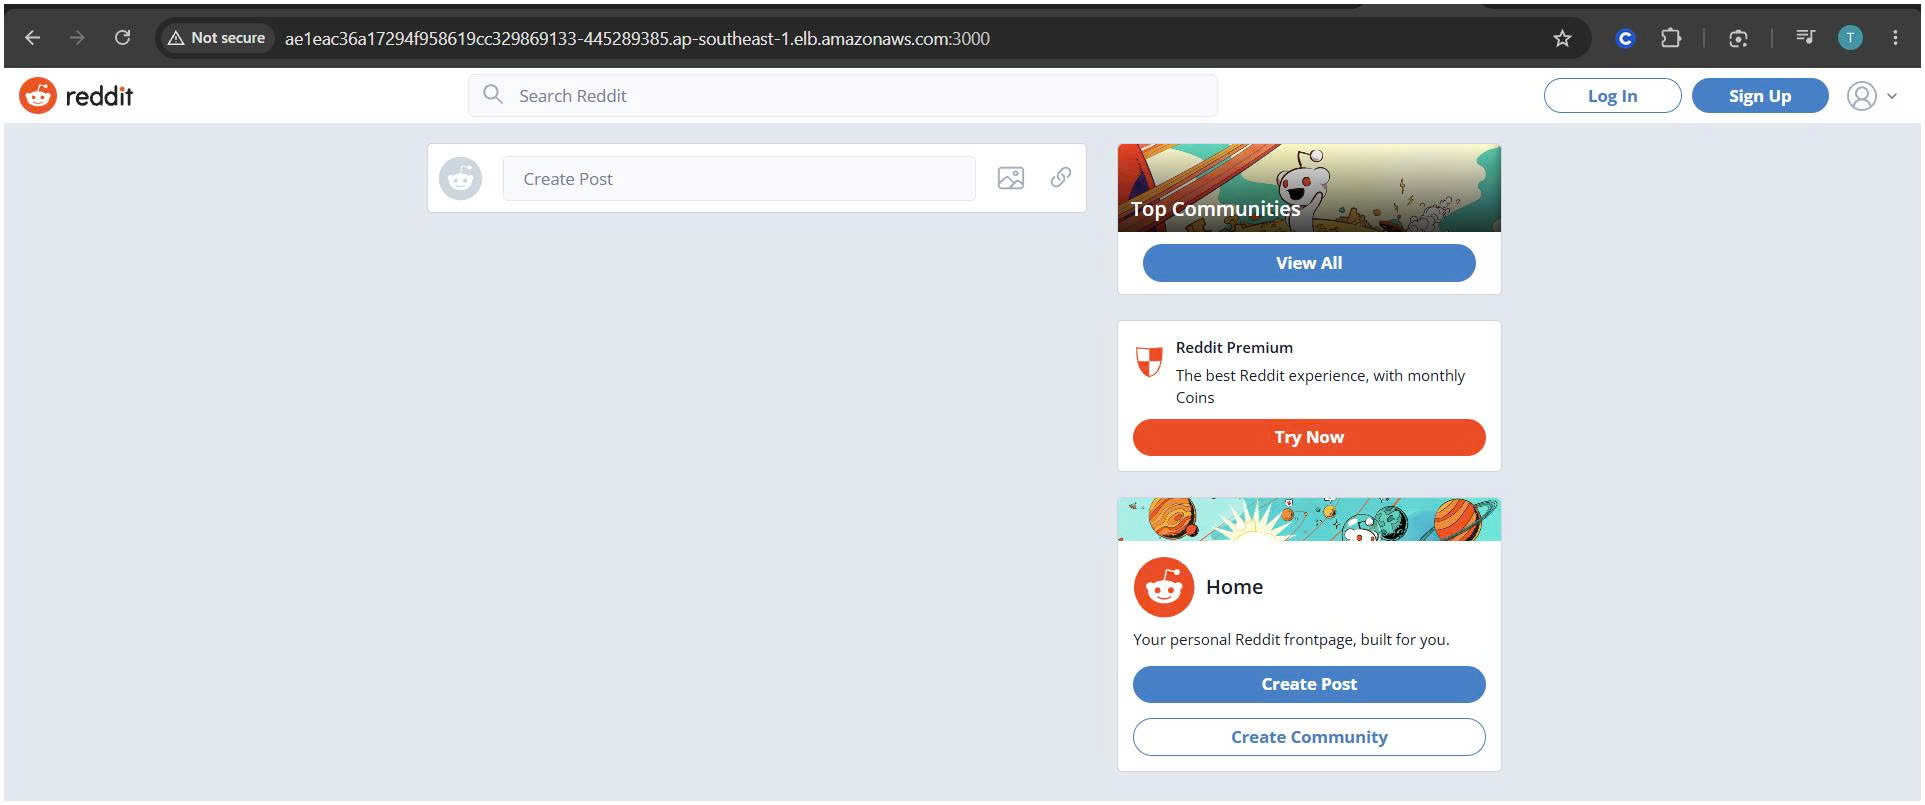 Not secure
ae1eac36a17294f958619cc329869133-445289385.ap-southeast-1.elb.amazonaws.com:3000
C
T
reddit
Search Reddit
Log In
Sign Up
Create Post
Top Communities
View All
Reddit Premium
The best Reddit experience, with monthly
Coins
Try Now
Home
Your personal Reddit frontpage, built for you.
Create Post
Create Community